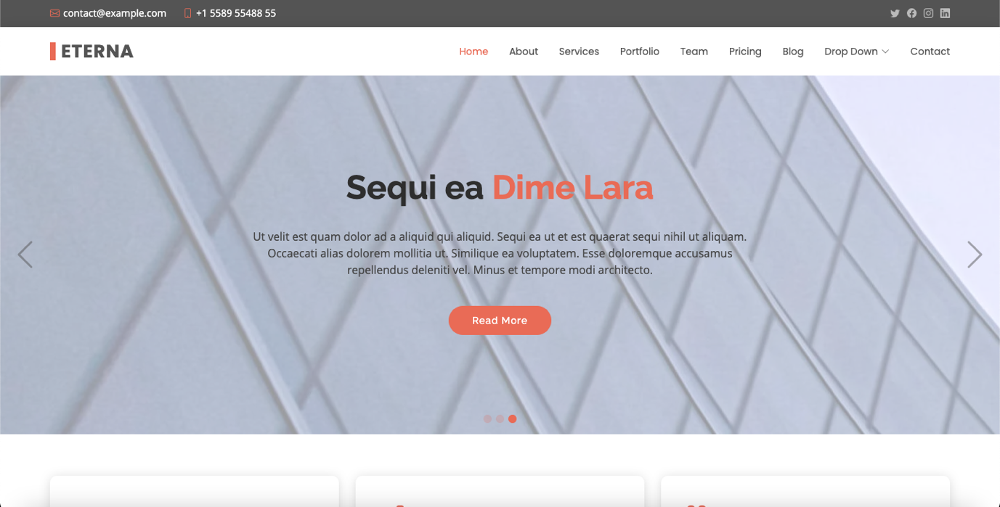 contact@example.com +1 5589 55488 55
ETERNA
Home About Services Portfolio Team Pricing Blog Drop Down Contact
Sequi ea Dime Lara
Ut velit est quam dolor ad a aliquid qui aliquid. Sequi ea ut et est quaerat sequi nihil ut aliquam.
Occaecati alias dolorem mollitia ut. Similique ea voluptatem. Esse doloremque accusamus
repellendus deleniti vel. Minus et tempore modi architecto.
Read More